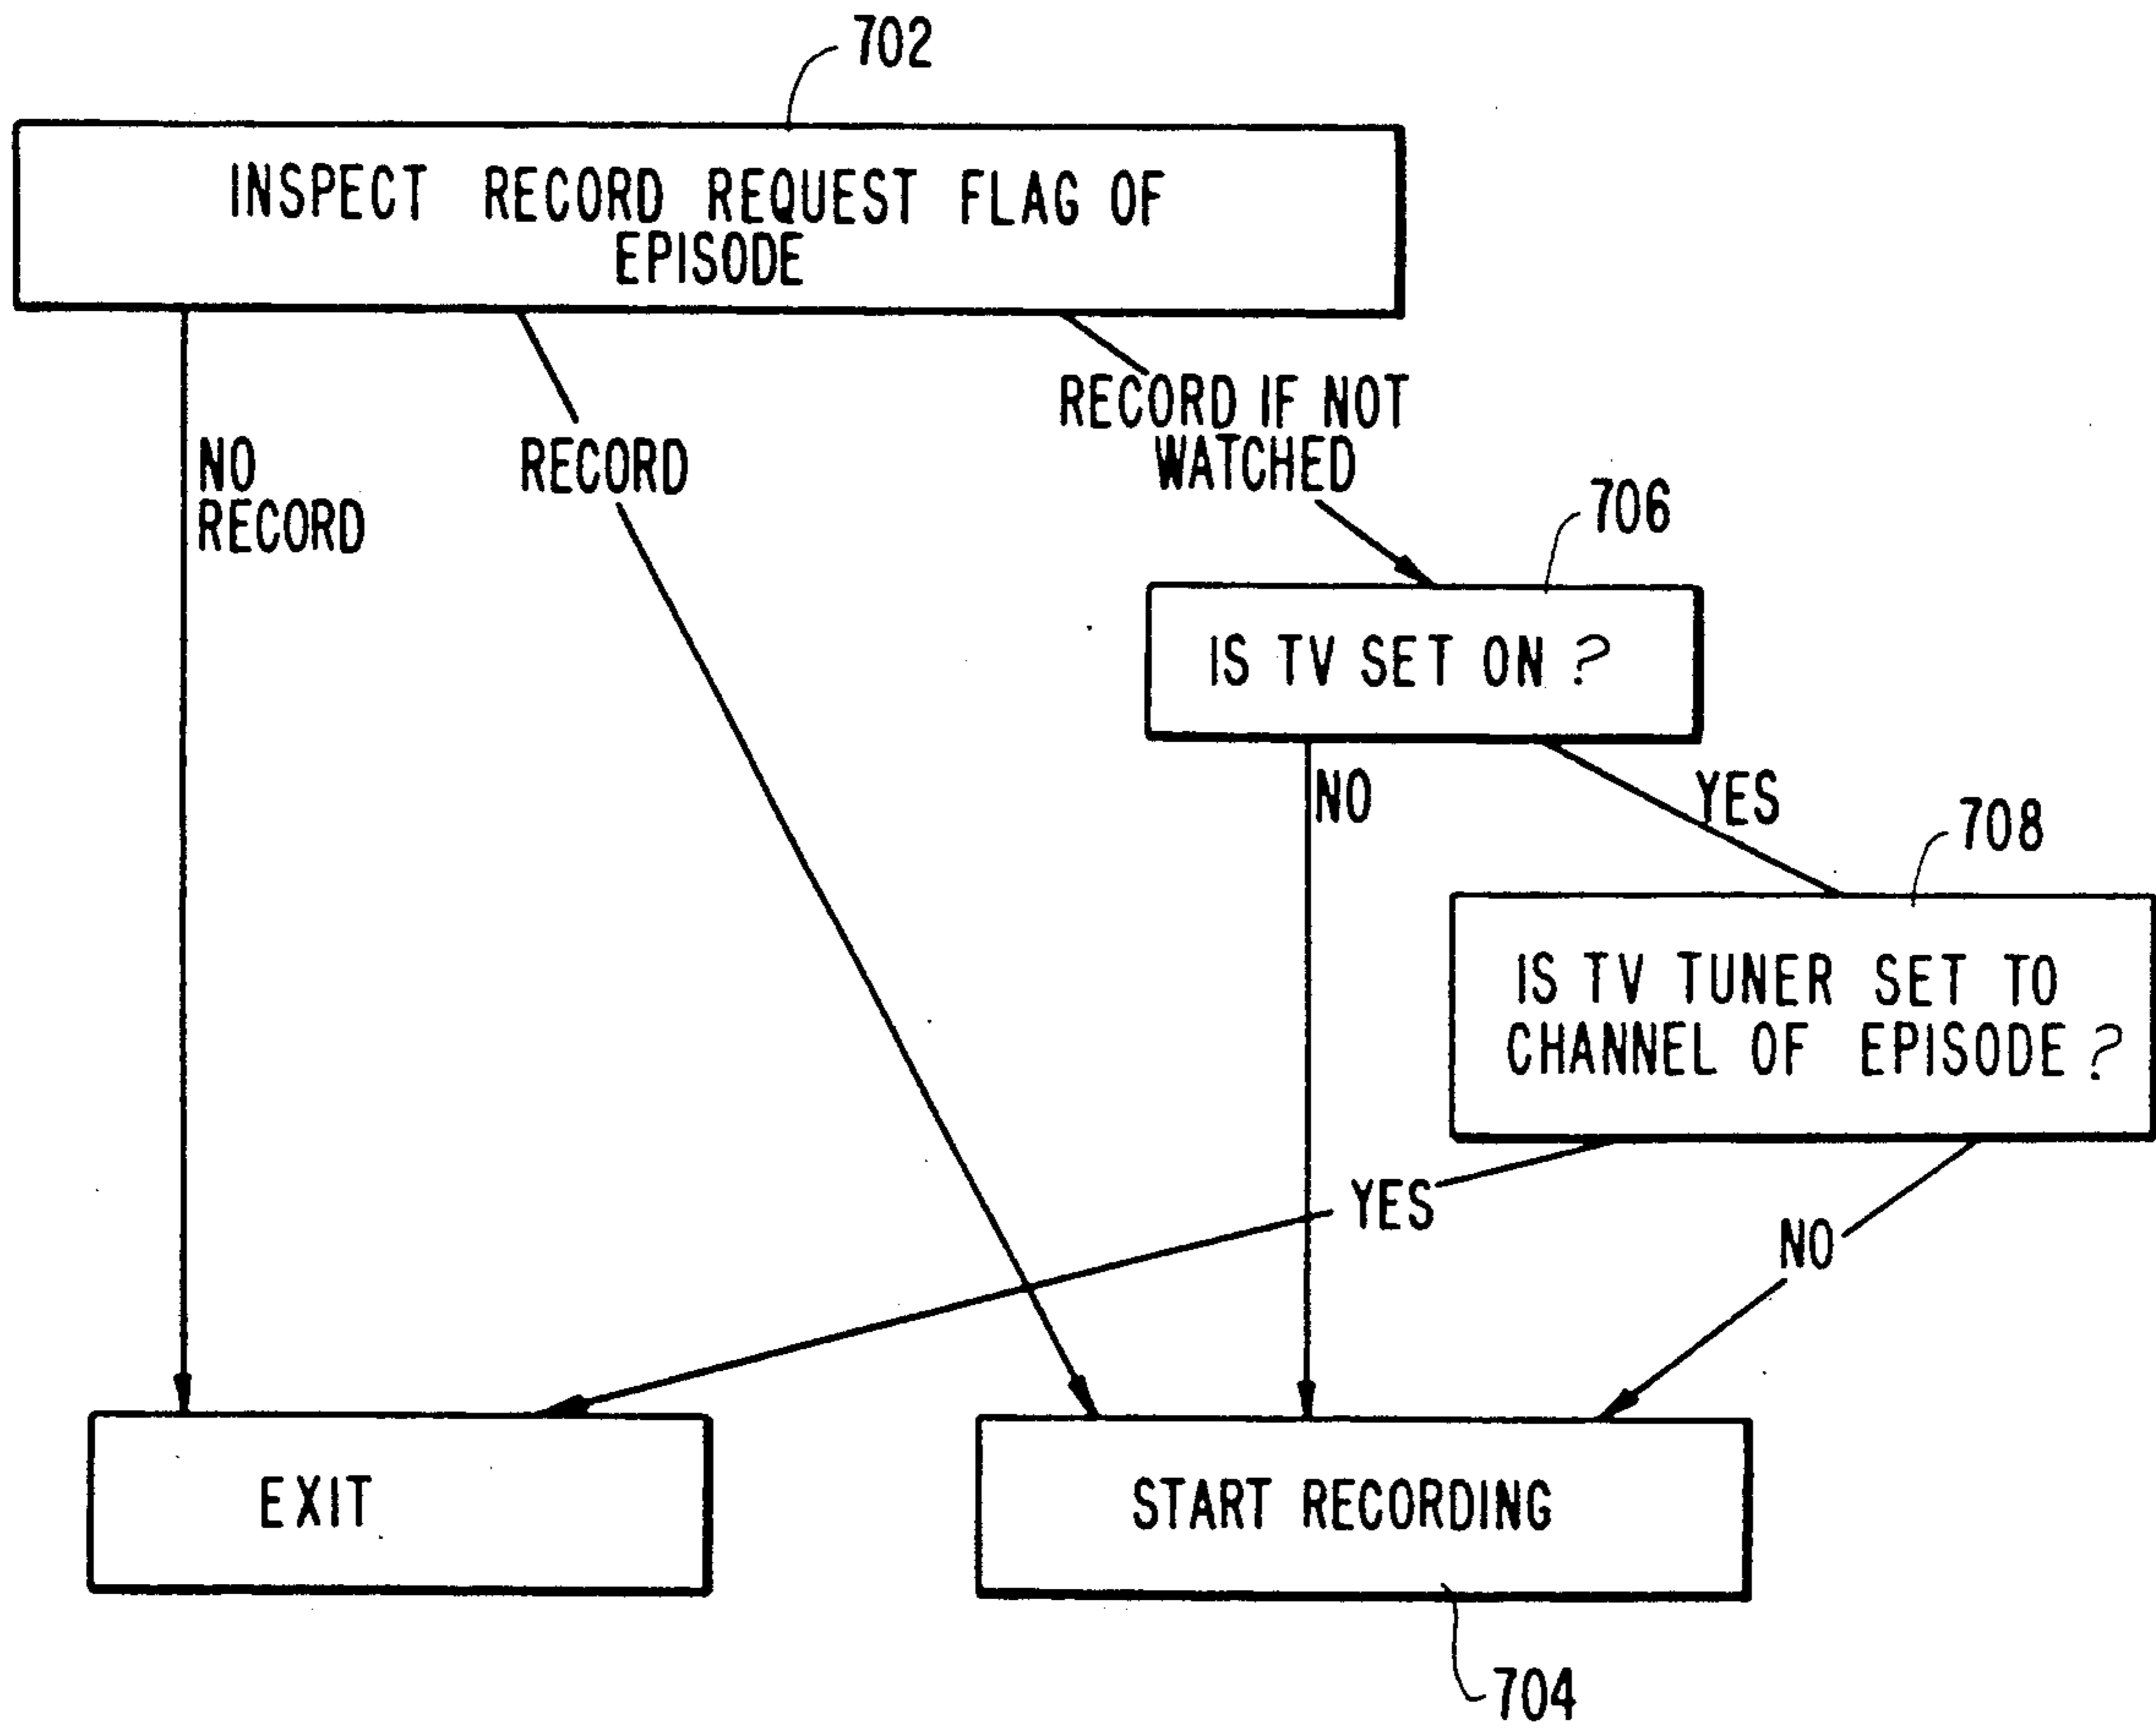 702
INSPECT RECORD REQUEST FLAG OF
EPISODE
NO
RECORD
RECORD
RECORD IF NOT
WATCHED
706
IS TV SET ON ?
NO
YES
708
IS TV TUNER SET TO
CHANNEL OF EPISODE ?
YES
NO
EXIT
START RECORDING
704